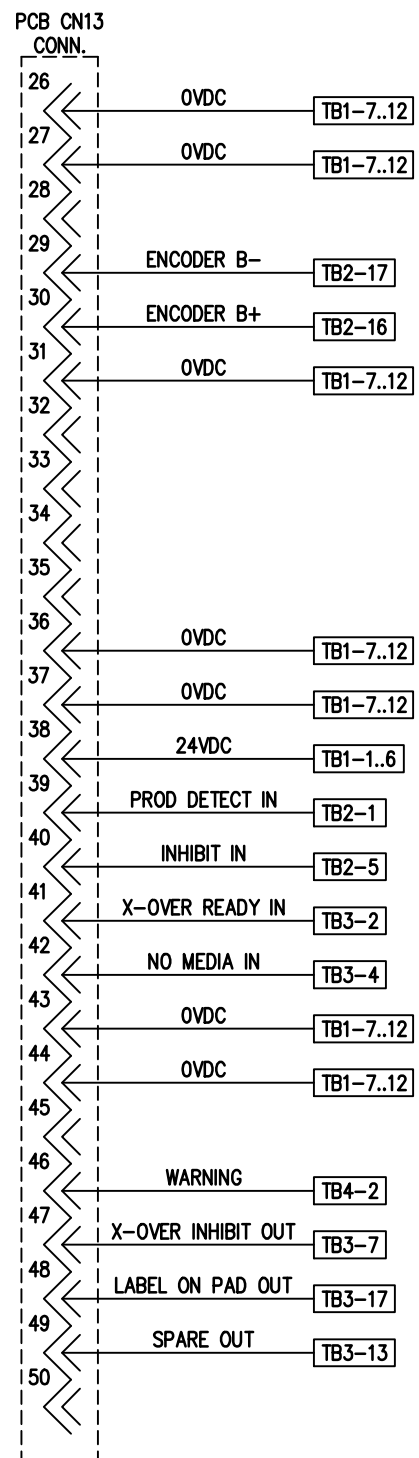 PCB CN13
CONN.
26
0VDC TB1-7..12
27
0VDC TB1-7..12
28
29
ENCODER B- TB2-17
30
ENCODER B+ TB2-16
31
0VDC TB1-7..12
32
33
34
35
36
0VDC TB1-7..12
37
0VDC TB1-7..12
38
24VDC TB1-1..6
39
PROD DETECT IN TB2-1
40
INHIBIT IN TB2-5
41
X-OVER READY IN TB3-2
42
NO MEDIA IN TB3-4
43
0VDC TB1-7..12
44
0VDC TB1-7..12
45
46
WARNING TB4-2
47
X-OVER INHIBIT OUT TB3-7
48
LABEL ON PAD OUT TB3-17
49
SPARE OUT TB3-13
50